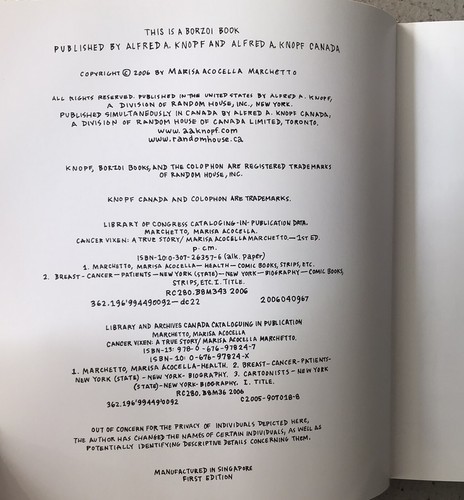 THIS IS A BORZOI BOOK
PUBLISHED BY ALFRED A. KNOPF AND ALFRED A. KNOPF CANADA
COPYRIGHT © 2006 BY MARISA ACOCELLA MARCHETTO
ALL RIGHTS RESERVED. PUBLISHED IN THE UNITED STATES BY ALFRED A. KNOPF,
A DIVISION OF RANDOM HOUSE, INC., NEW YORK.
PUBLISHED SIMULTANEOUSLY IN CANADA BY ALFRED A. KNOPF CANADA,
A DIVISION OF RANDOM HOUSE OF CANADA LIMITED, TORONTO.
www.aaknopf.com
www.randomhouse.ca
KNOPF, BORZOI BOOKS, AND THE COLOPHON ARE REGISTERED TRADEMARKS
OF RANDOM HOUSE, INC.
KNOPF CANADA AND COLOPHON ARE TRADEMARKS.
LIBRARY OF CONGRESS CATALOGING-IN-PUBLICATION DATA.
MARCHETTO, MARISA ACOCELLA.
CANCER VIXEN: A TRUE STORY/ MARISA ACOCELLA MARCHETTO.—1ST ED.
p. cm.
ISBN-10:0-307-26357-6 (alk. paper)
1. MARCHETTO, MARISA ACOCELLA—HEALTH—COMIC BOOKS, STRIPS, ETC.
2. BREAST-CANCER-PATIENTS-NEW YORK (STATE)-NEW YORK-BIOGRAPHY-COMIC BOOKS,
STRIPS, ETC. I. TITLE.
RC280.B8M343 2006
362.196'994490092—dc22 2006040967
LIBRARY AND ARCHIVES CANADA CATALOGUING IN PUBLICATION
MARCHETTO, MARISA ACOCELLA
CANCER VIXEN: A TRUE STORY/ MARISA ACOCELLA MARCHETTO.
ISBN-13: 978-0-676-97824-7
ISBN-10: 0-676-97824-X
1. MARCHETTO, MARISA ACOCELLA-HEALTH. 2. BREAST-CANCER-PATIENTS-
NEW YORK (STATE)-NEW YORK-BIOGRAPHY. 3. CARTOONISTS-NEW YORK
(STATE)-NEW YORK-BIOGRAPHY. I. TITLE.
RC280.B8M36 2006
362.196'994490092 C2005-907018-8
OUT OF CONCERN FOR THE PRIVACY OF INDIVIDUALS DEPICTED HERE,
THE AUTHOR HAS CHANGED THE NAMES OF CERTAIN INDIVIDUALS, AS WELL AS
POTENTIALLY IDENTIFYING DESCRIPTIVE DETAILS CONCERNING THEM.
MANUFACTURED IN SINGAPORE
FIRST EDITION